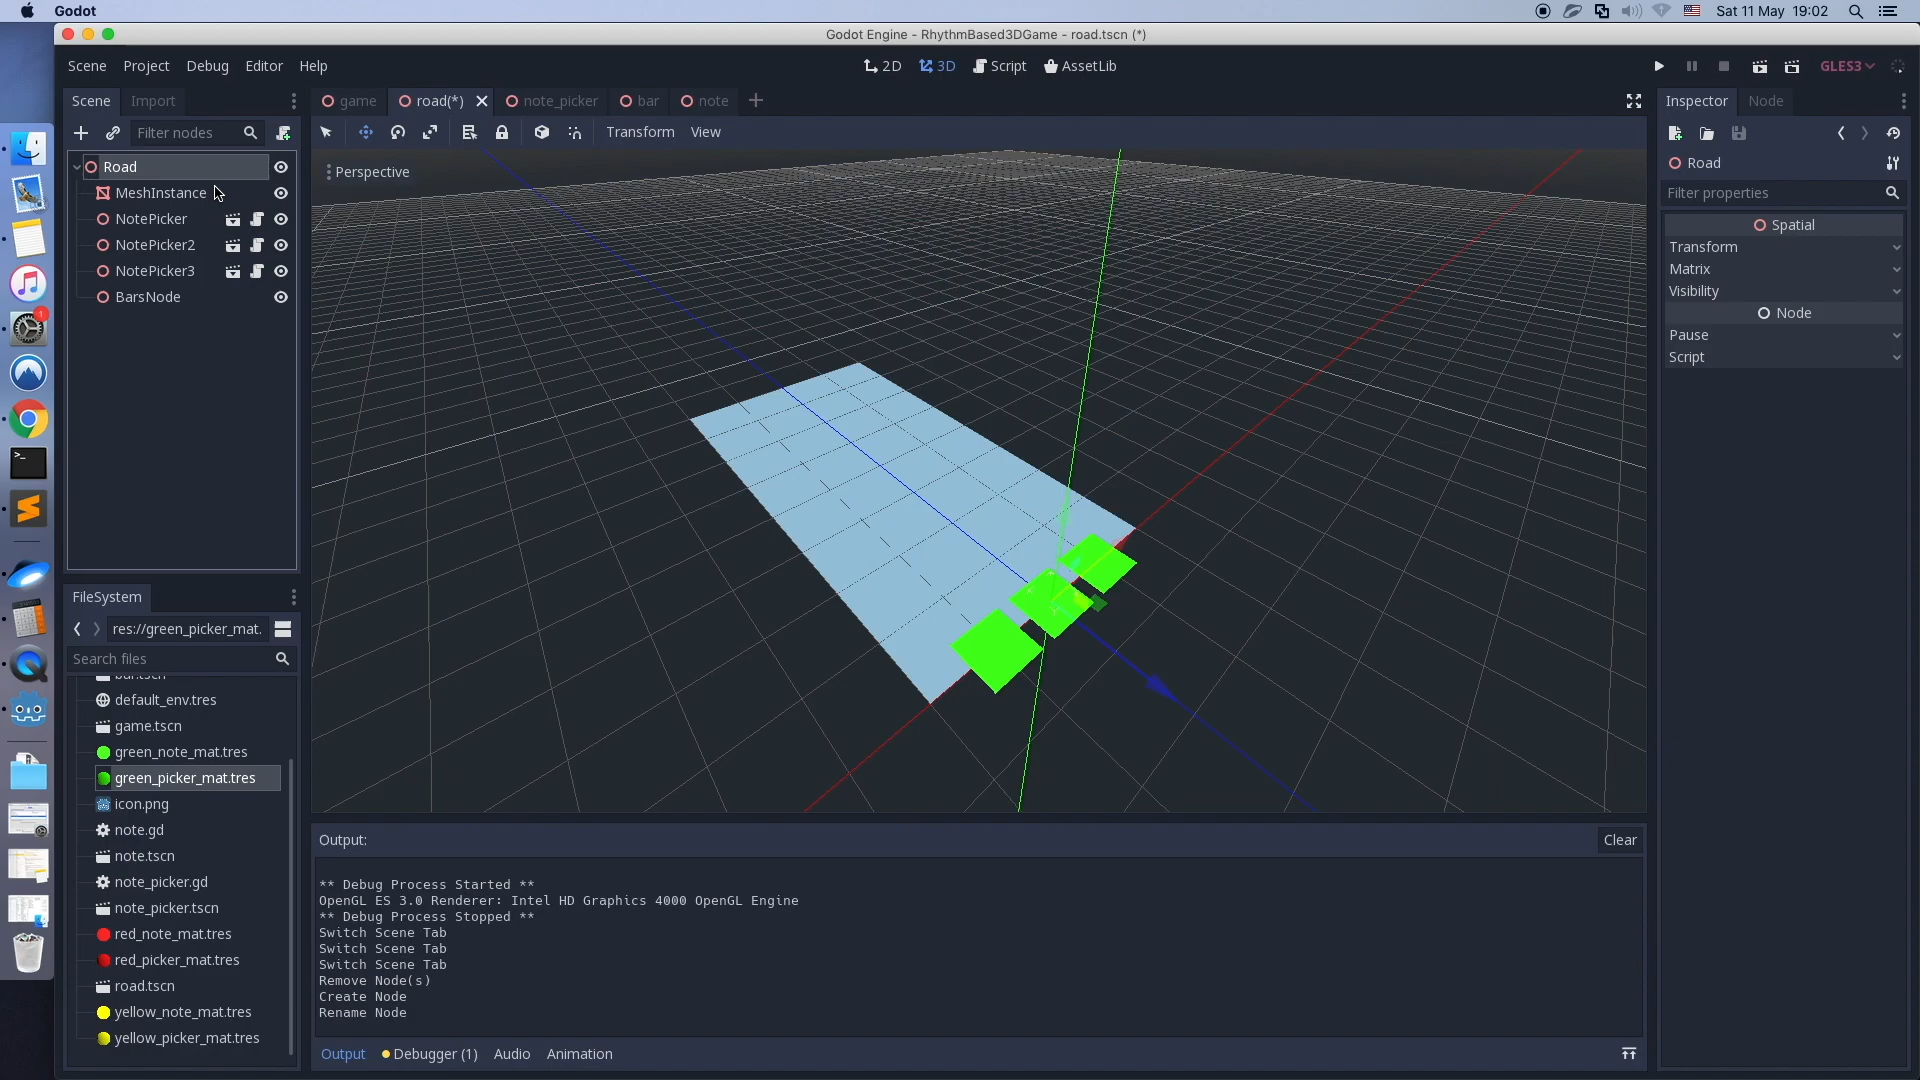 Godot
Sat 11 May 19:02
Godot Engine - RhythmBased3DGame - road.tscn (*)
Scene Project Debug Editor Help
2D 3D Script AssetLib
GLES3
Scene Import
game road(*) note_picker bar note
Inspector Node
Filter nodes
Transform View
Road
MeshInstance
NotePicker
NotePicker2
NotePicker3
BarsNode
Perspective
Road
Filter properties
Spatial
Transform
Matrix
Visibility
Node
Pause
Script
1
FileSystem
res://green_picker_mat.
Search files
bar.tscn
default_env.tres
game.tscn
green_note_mat.tres
green_picker_mat.tres
icon.png
note.gd
note.tscn
note_picker.gd
note_picker.tscn
red_note_mat.tres
red_picker_mat.tres
road.tscn
yellow_note_mat.tres
yellow_picker_mat.tres
Output:
Clear
** Debug Process Started **
OpenGL ES 3.0 Renderer: Intel HD Graphics 4000 OpenGL Engine
** Debug Process Stopped **
Switch Scene Tab
Switch Scene Tab
Switch Scene Tab
Remove Node(s)
Create Node
Rename Node
Output Debugger (1) Audio Animation